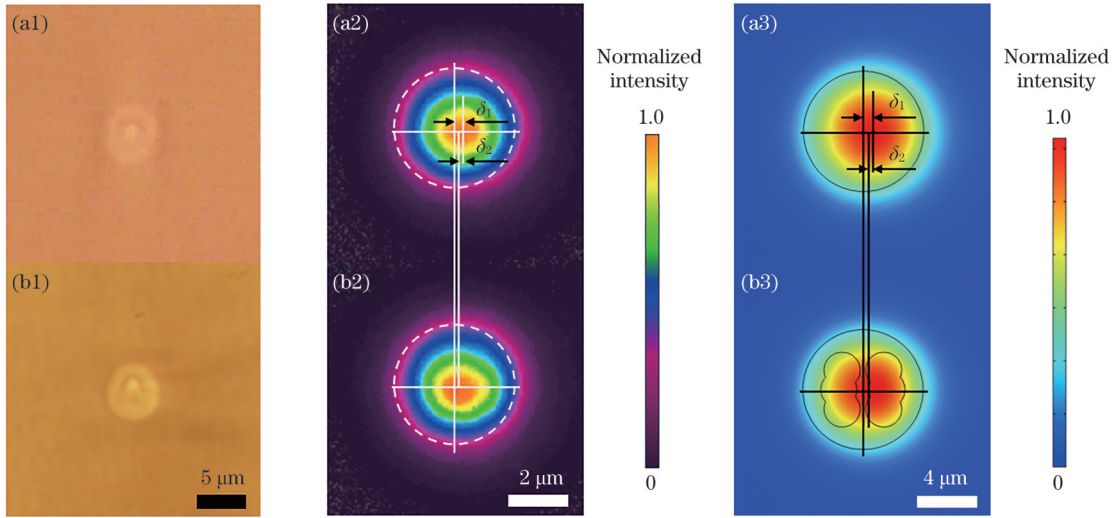 (a1)
(a2)
(a3)
Normalized
intensity
1.0
0
Normalized
intensity
1.0
0
δ1
δ2
δ1
δ2
(b1)
(b2)
(b3)
5 μm
2 μm
4 μm